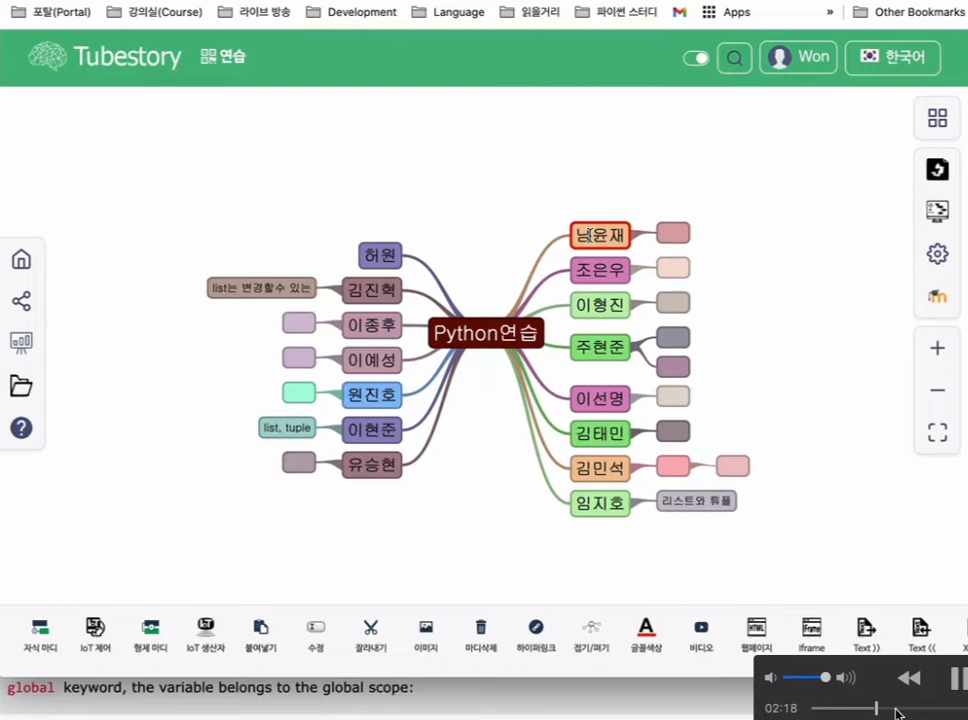 포탈(Portal) 강의실(Course) 라이브 방송 Development Language 읽을거리 파이썬 스터디 Apps » Other Bookmarks
Tubestory 연습 Won 한국어
남윤재
허원
조은우
list는 변경할수 있는 김진혁
이형진
이종후
Python연습
주현준
이예성
원진호
이선명
list, tuple 이현준
김태민
유승현
김민석
임지호 리스트와 튜플
자식 마디 IoT 제어 형제 마디 IoT 생산자 붙여넣기 수정 잘라내기 이미지 마디삭제 하이퍼링크 접기/펴기 글꼴색상 비디오 웹페이지 Iframe Text )) Text ((
global keyword, the variable belongs to the global scope:
02:18